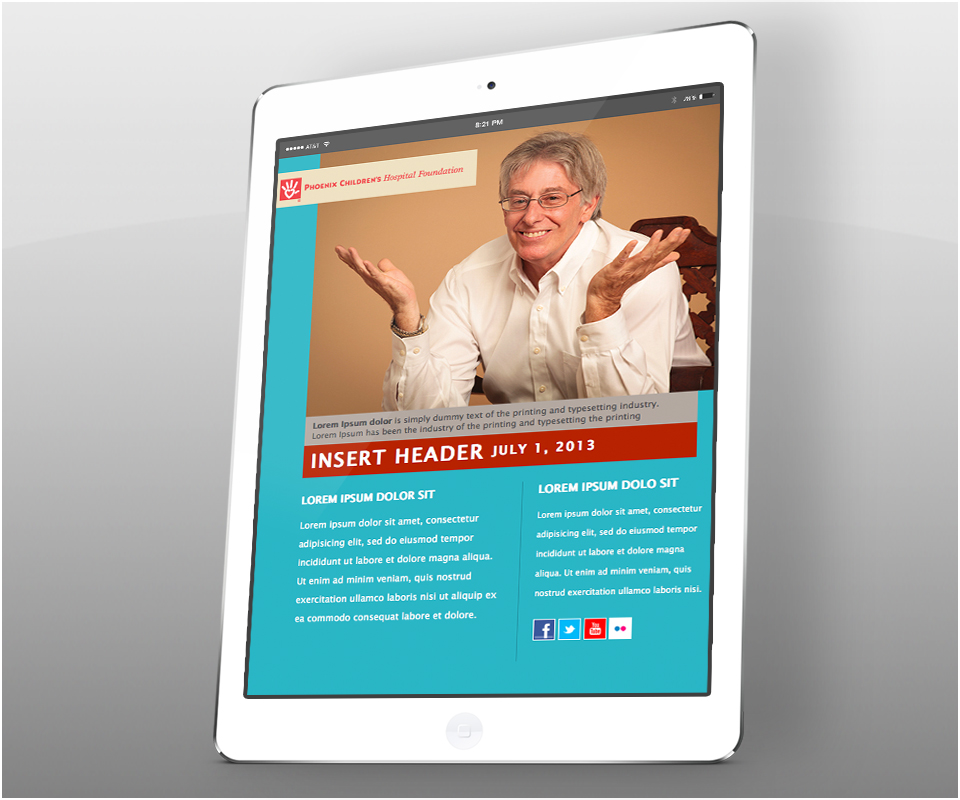 AT&T
8:21 PM
PHOENIX CHILDREN'S Hospital Foundation
Lorem Ipsum dolor is simply dummy text of the printing and typesetting industry.
Lorem Ipsum has been the industry of the printing and typesetting the printing
INSERT HEADER JULY 1, 2013
LOREM IPSUM DOLOR SIT
Lorem ipsum dolor sit amet, consectetur
adipisicing elit, sed do eiusmod tempor
incididunt ut labore et dolore magna aliqua.
Ut enim ad minim veniam, quis nostrud
exercitation ullamco laboris nisi ut aliquip ex
ea commodo consequat labore et dolore.
LOREM IPSUM DOLO SIT
Lorem ipsum dolor sit amet, consectetur
adipisicing elit, sed do eiusmod tempor
incididunt ut labore et dolore magna
aliqua. Ut enim ad minim veniam, quis
nostrud exercitation ullamco laboris nisi.
f
You
Tube